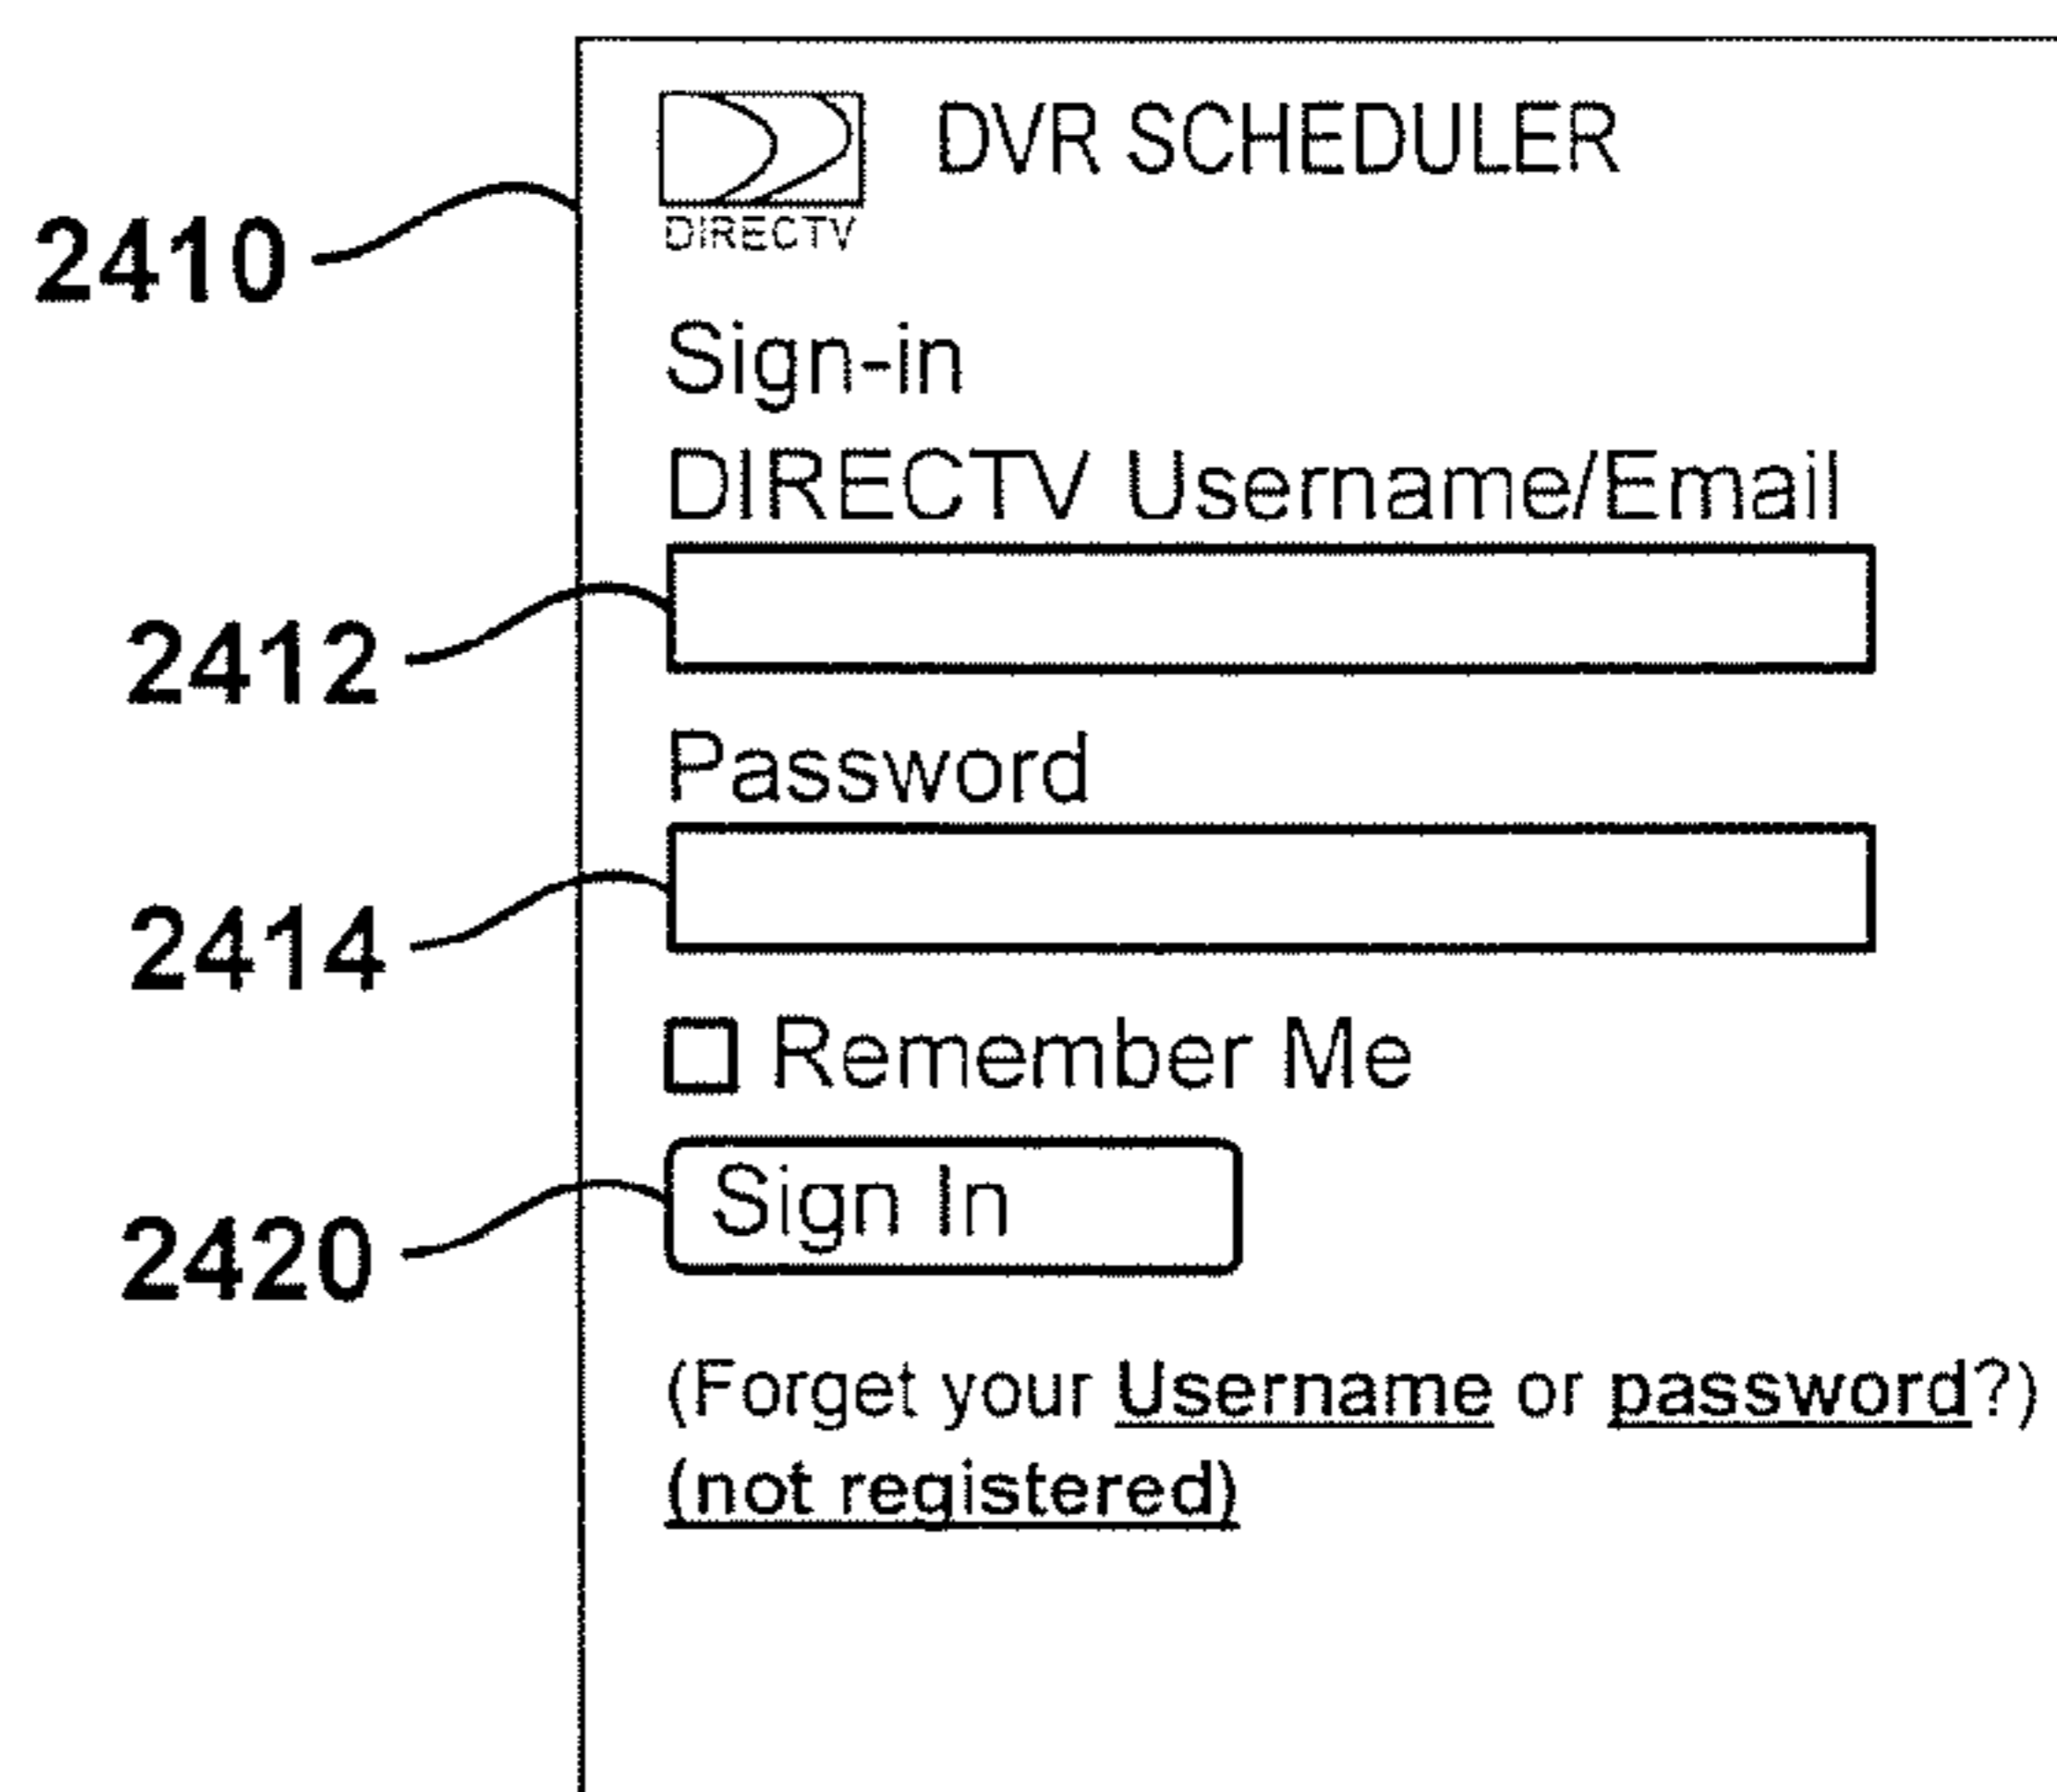 DVR SCHEDULER
DIRECTV
2410
Sign-in
DIRECTV Username/Email
2412
Password
2414
Remember Me
Sign In
2420
(Forget your Username or password?)
(not registered)